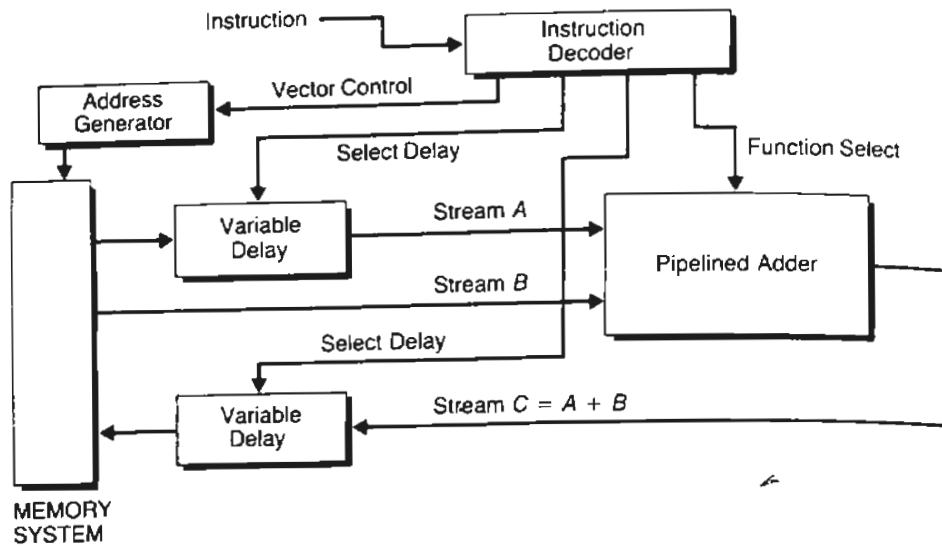 Instruction
Instruction
Decoder
Vector Control
Address
Generator
Select Delay
Function Select
Variable
Delay
Stream A
Pipelined Adder
Stream B
Select Delay
Variable
Delay
Stream C = A + B
MEMORY
SYSTEM